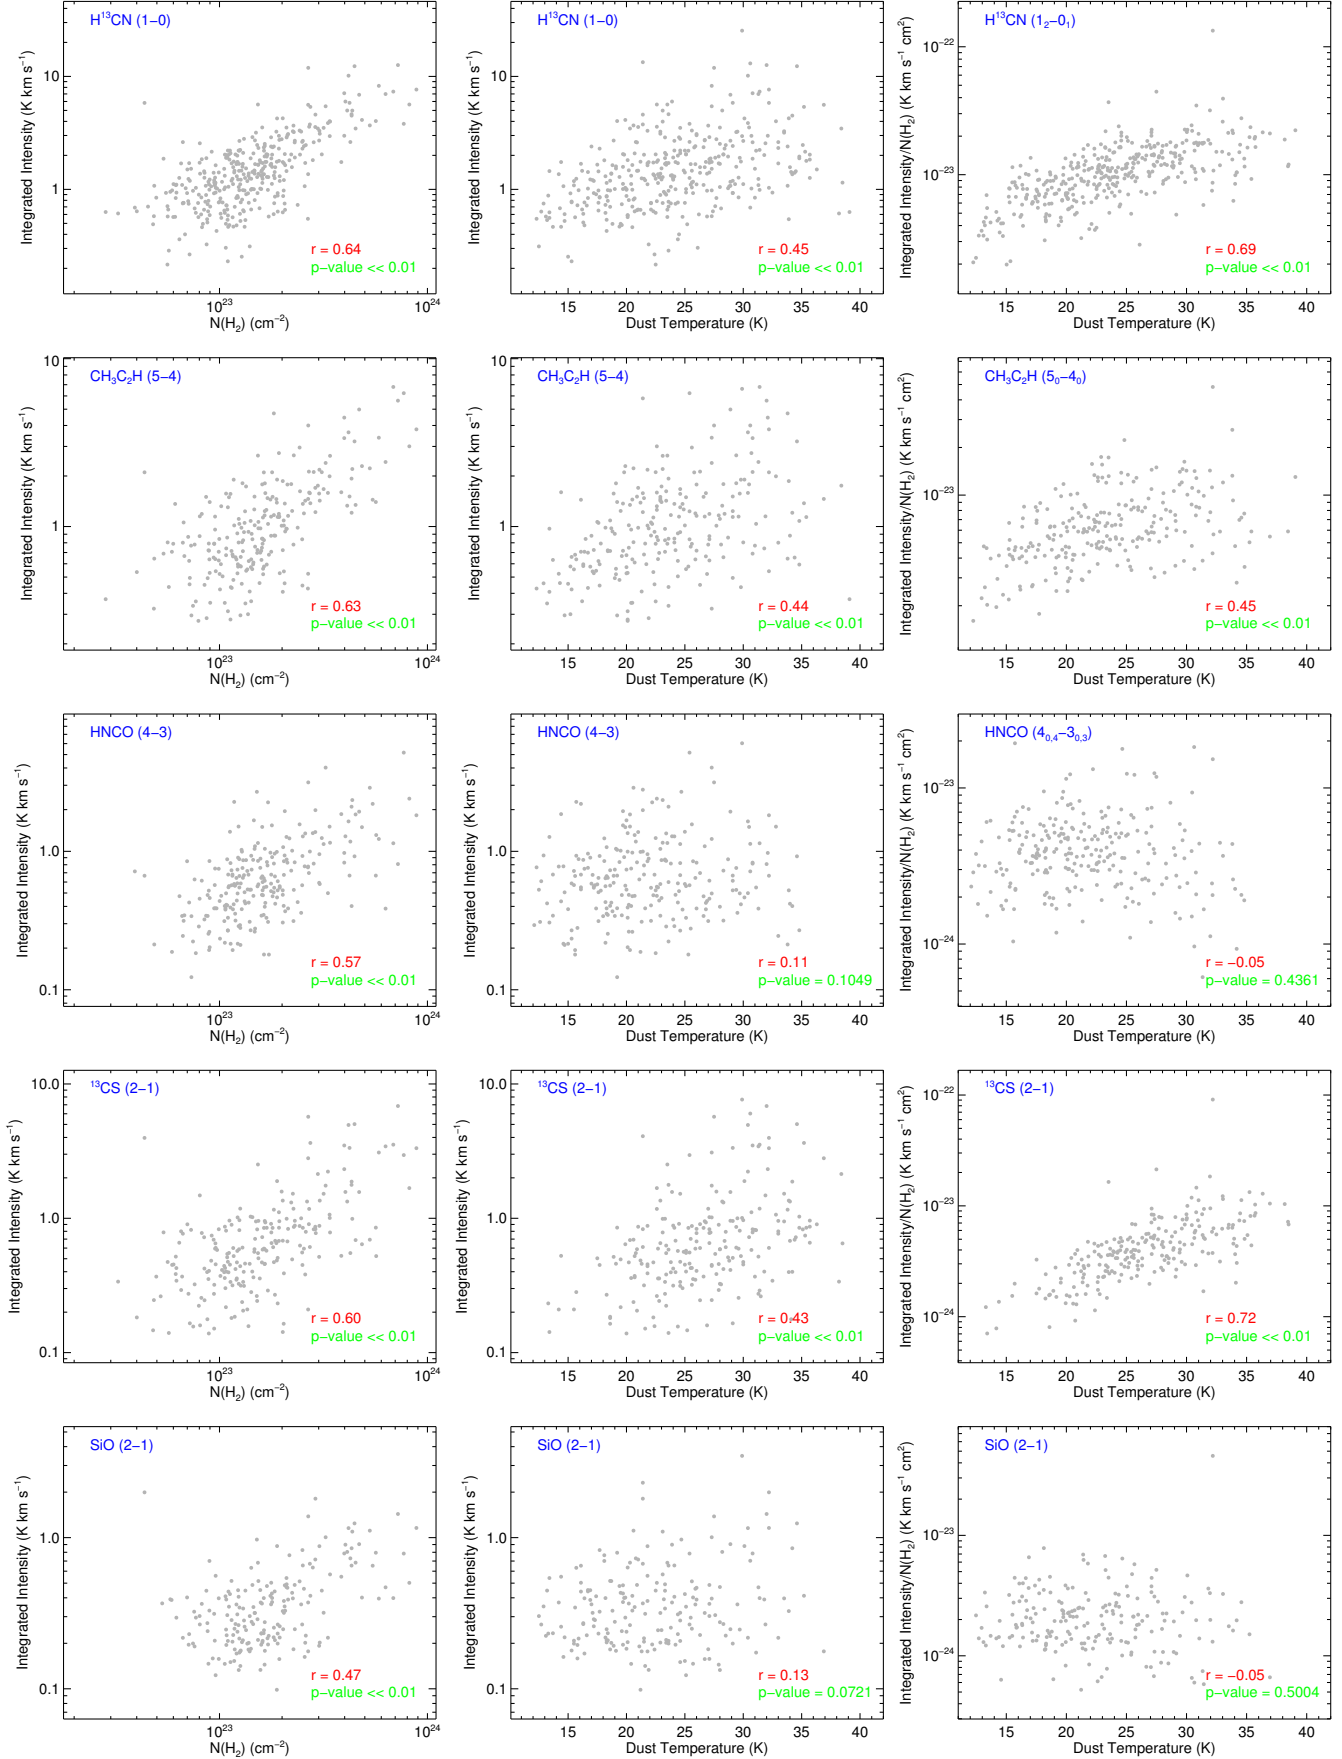 H¹³CN (1−0)
Integrated Intensity (K km s⁻¹)
10
1
r = 0.64
p−value << 0.01
10²³
10²⁴
N(H₂) (cm⁻²)
H¹³CN (1−0)
Integrated Intensity (K km s⁻¹)
10
1
r = 0.45
p−value << 0.01
15 20 25 30 35 40
Dust Temperature (K)
H¹³CN (1₂−0₁)
Integrated Intensity/N(H₂) (K km s⁻¹ cm²)
10⁻²²
10⁻²³
r = 0.69
p−value << 0.01
15 20 25 30 35 40
Dust Temperature (K)
CH₃C₂H (5−4)
Integrated Intensity (K km s⁻¹)
10
1
r = 0.63
p−value << 0.01
10²³
10²⁴
N(H₂) (cm⁻²)
CH₃C₂H (5−4)
Integrated Intensity (K km s⁻¹)
10
1
r = 0.44
p−value << 0.01
15 20 25 30 35 40
Dust Temperature (K)
CH₃C₂H (5₀−4₀)
Integrated Intensity/N(H₂) (K km s⁻¹ cm²)
10⁻²³
r = 0.45
p−value << 0.01
15 20 25 30 35 40
Dust Temperature (K)
HNCO (4−3)
Integrated Intensity (K km s⁻¹)
1.0
0.1
r = 0.57
p−value << 0.01
10²³
10²⁴
N(H₂) (cm⁻²)
HNCO (4−3)
Integrated Intensity (K km s⁻¹)
1.0
0.1
r = 0.11
p−value = 0.1049
15 20 25 30 35 40
Dust Temperature (K)
HNCO (4₀,₄−3₀,₃)
Integrated Intensity/N(H₂) (K km s⁻¹ cm²)
10⁻²³
10⁻²⁴
r = −0.05
p−value = 0.4361
15 20 25 30 35 40
Dust Temperature (K)
¹³CS (2−1)
Integrated Intensity (K km s⁻¹)
10.0
1.0
0.1
r = 0.60
p−value << 0.01
10²³
10²⁴
N(H₂) (cm⁻²)
¹³CS (2−1)
Integrated Intensity (K km s⁻¹)
10.0
1.0
0.1
r = 0.43
p−value << 0.01
15 20 25 30 35 40
Dust Temperature (K)
¹³CS (2−1)
Integrated Intensity/N(H₂) (K km s⁻¹ cm²)
10⁻²²
10⁻²³
10⁻²⁴
r = 0.72
p−value << 0.01
15 20 25 30 35 40
Dust Temperature (K)
SiO (2−1)
Integrated Intensity (K km s⁻¹)
1.0
0.1
r = 0.47
p−value << 0.01
10²³
10²⁴
N(H₂) (cm⁻²)
SiO (2−1)
Integrated Intensity (K km s⁻¹)
1.0
0.1
r = 0.13
p−value = 0.0721
15 20 25 30 35 40
Dust Temperature (K)
SiO (2−1)
Integrated Intensity/N(H₂) (K km s⁻¹ cm²)
10⁻²³
10⁻²⁴
r = −0.05
p−value = 0.5004
15 20 25 30 35 40
Dust Temperature (K)